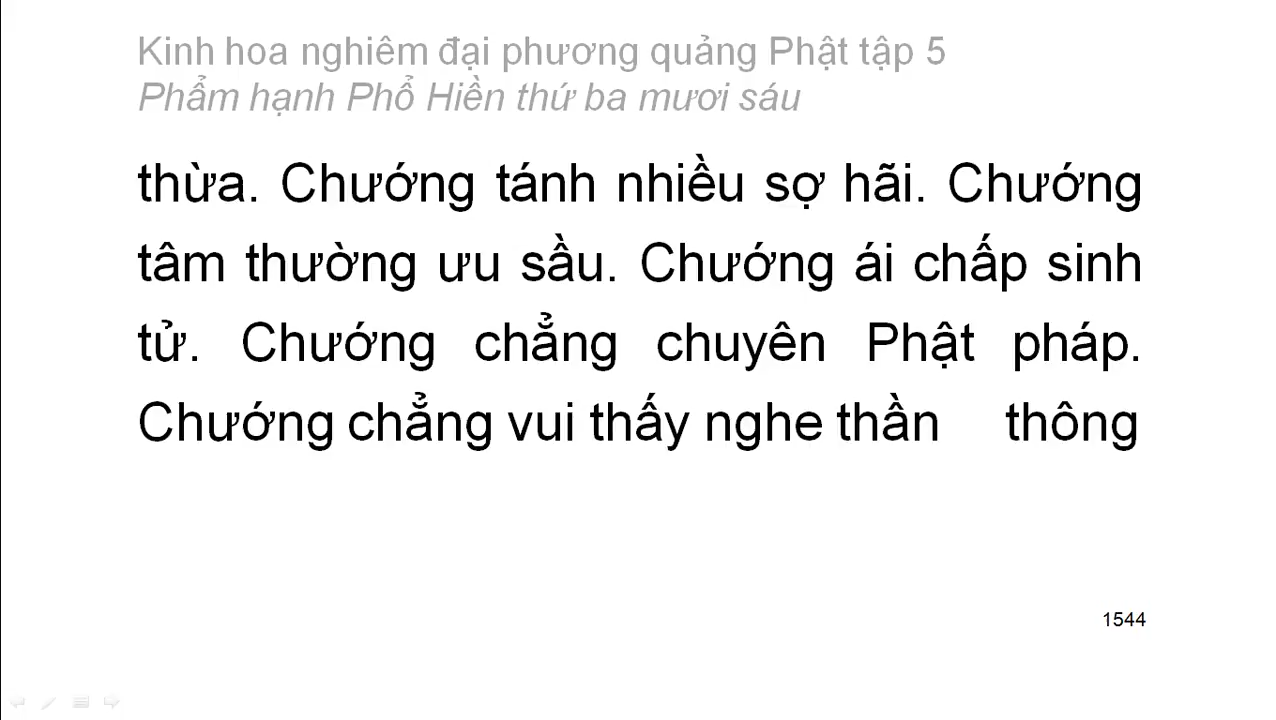 Kinh hoa nghiêm đại phương quảng Phật tập 5
Phẩm hạnh Phổ Hiền thứ ba mươi sáu
thừa. Chướng tánh nhiều sợ hãi. Chướng
tâm thường ưu sầu. Chướng ái chấp sinh
tử. Chướng chẳng chuyên Phật pháp.
Chướng chẳng vui thấy nghe thần thông
1544